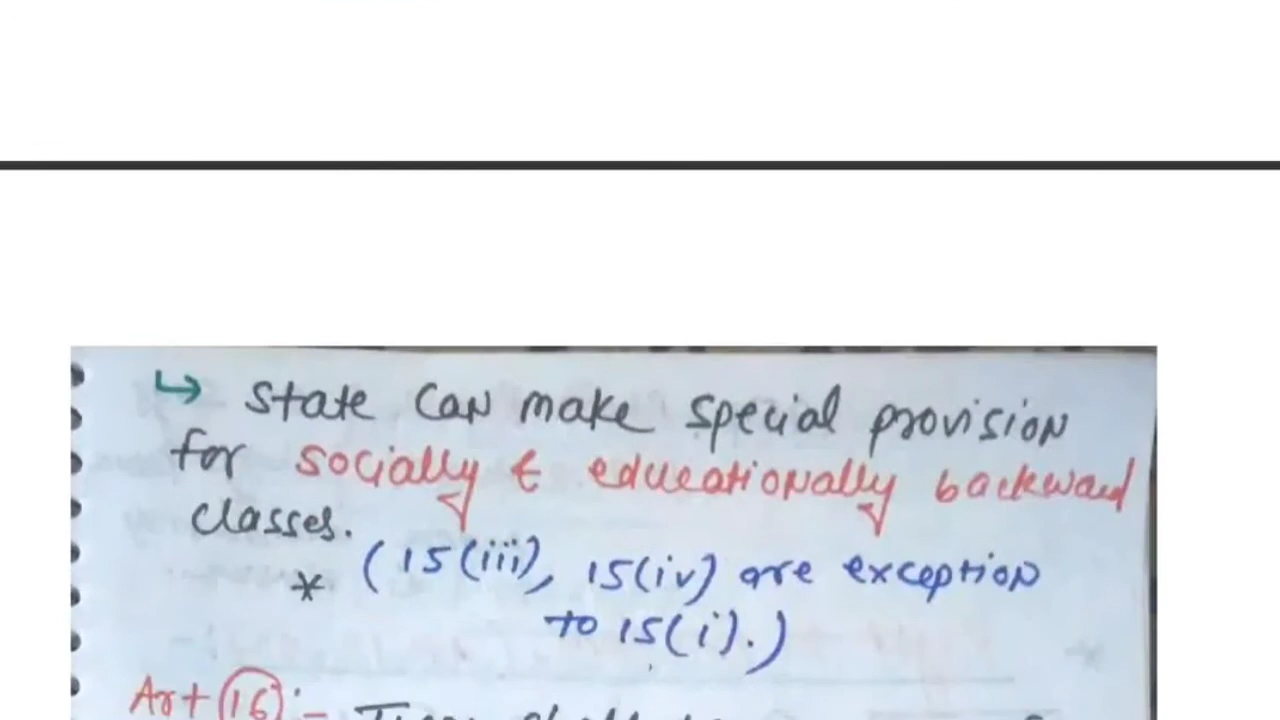 ↳ State can make special provision
for socially & educationally backward
classes.
* (15(iii), 15(iv) are exception
to 15(i).)
Art 16:-